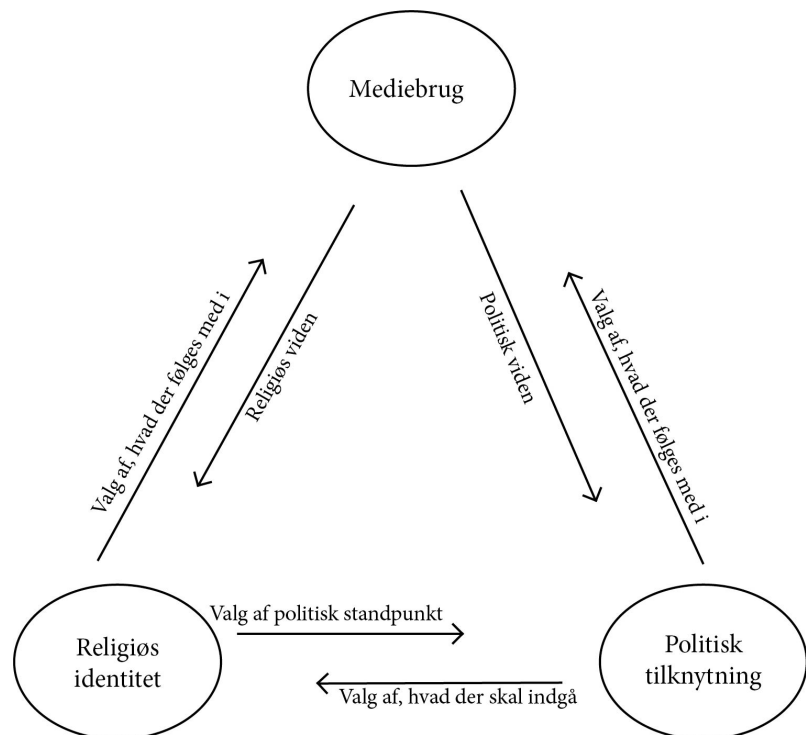 Mediebrug
Valg af, hvad der følges med i
Religiøs viden
Politisk viden
Valg af, hvad der følges med i
Religiøs
identitet
Valg af politisk standpunkt
Valg af, hvad der skal indgå
Politisk
tilknytning